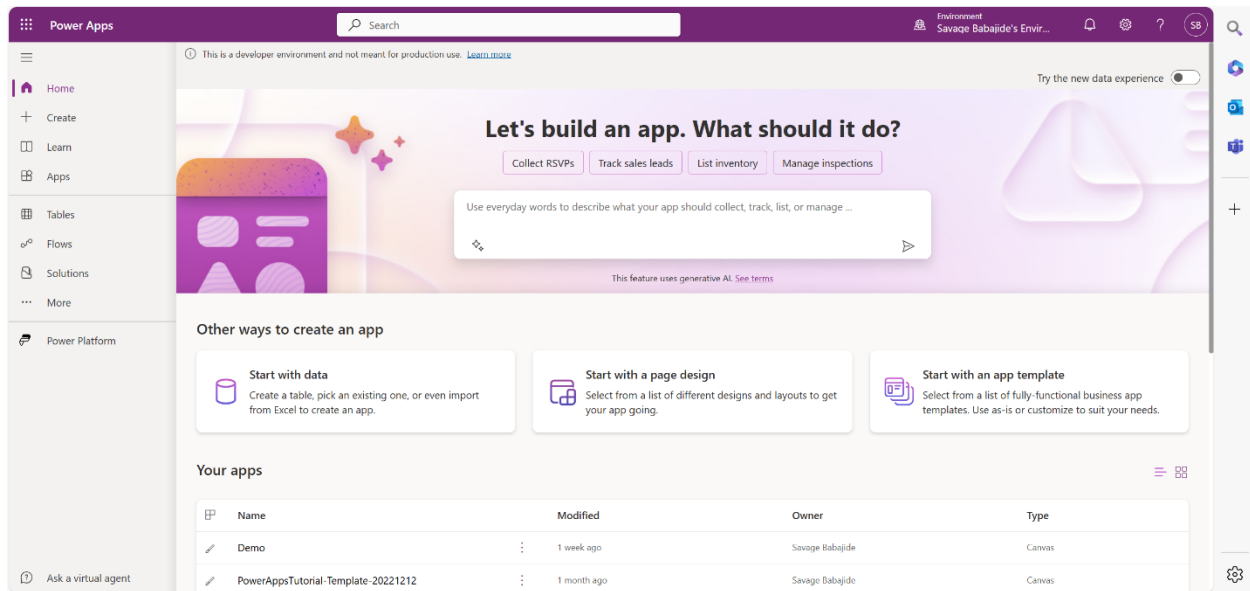 Power Apps
Search
Environment
Savage Babajide's Envir...
?
SB
This is a developer environment and not meant for production use. Learn more
Try the new data experience
Home
Create
Learn
Apps
Tables
Flows
Solutions
... More
Power Platform
Ask a virtual agent
Let's build an app. What should it do?
Collect RSVPs Track sales leads List inventory Manage inspections
Use everyday words to describe what your app should collect, track, list, or manage ...
This feature uses generative AI. See terms
Other ways to create an app
Start with data
Create a table, pick an existing one, or even import
from Excel to create an app.
Start with a page design
Select from a list of different designs and layouts to get
your app going.
Start with an app template
Select from a list of fully-functional business app
templates. Use as-is or customize to suit your needs.
Your apps
Name Modified Owner Type
Demo 1 week ago Savage Babajide Canvas
PowerAppsTutorial-Template-20221212 1 month ago Savage Babajide Canvas